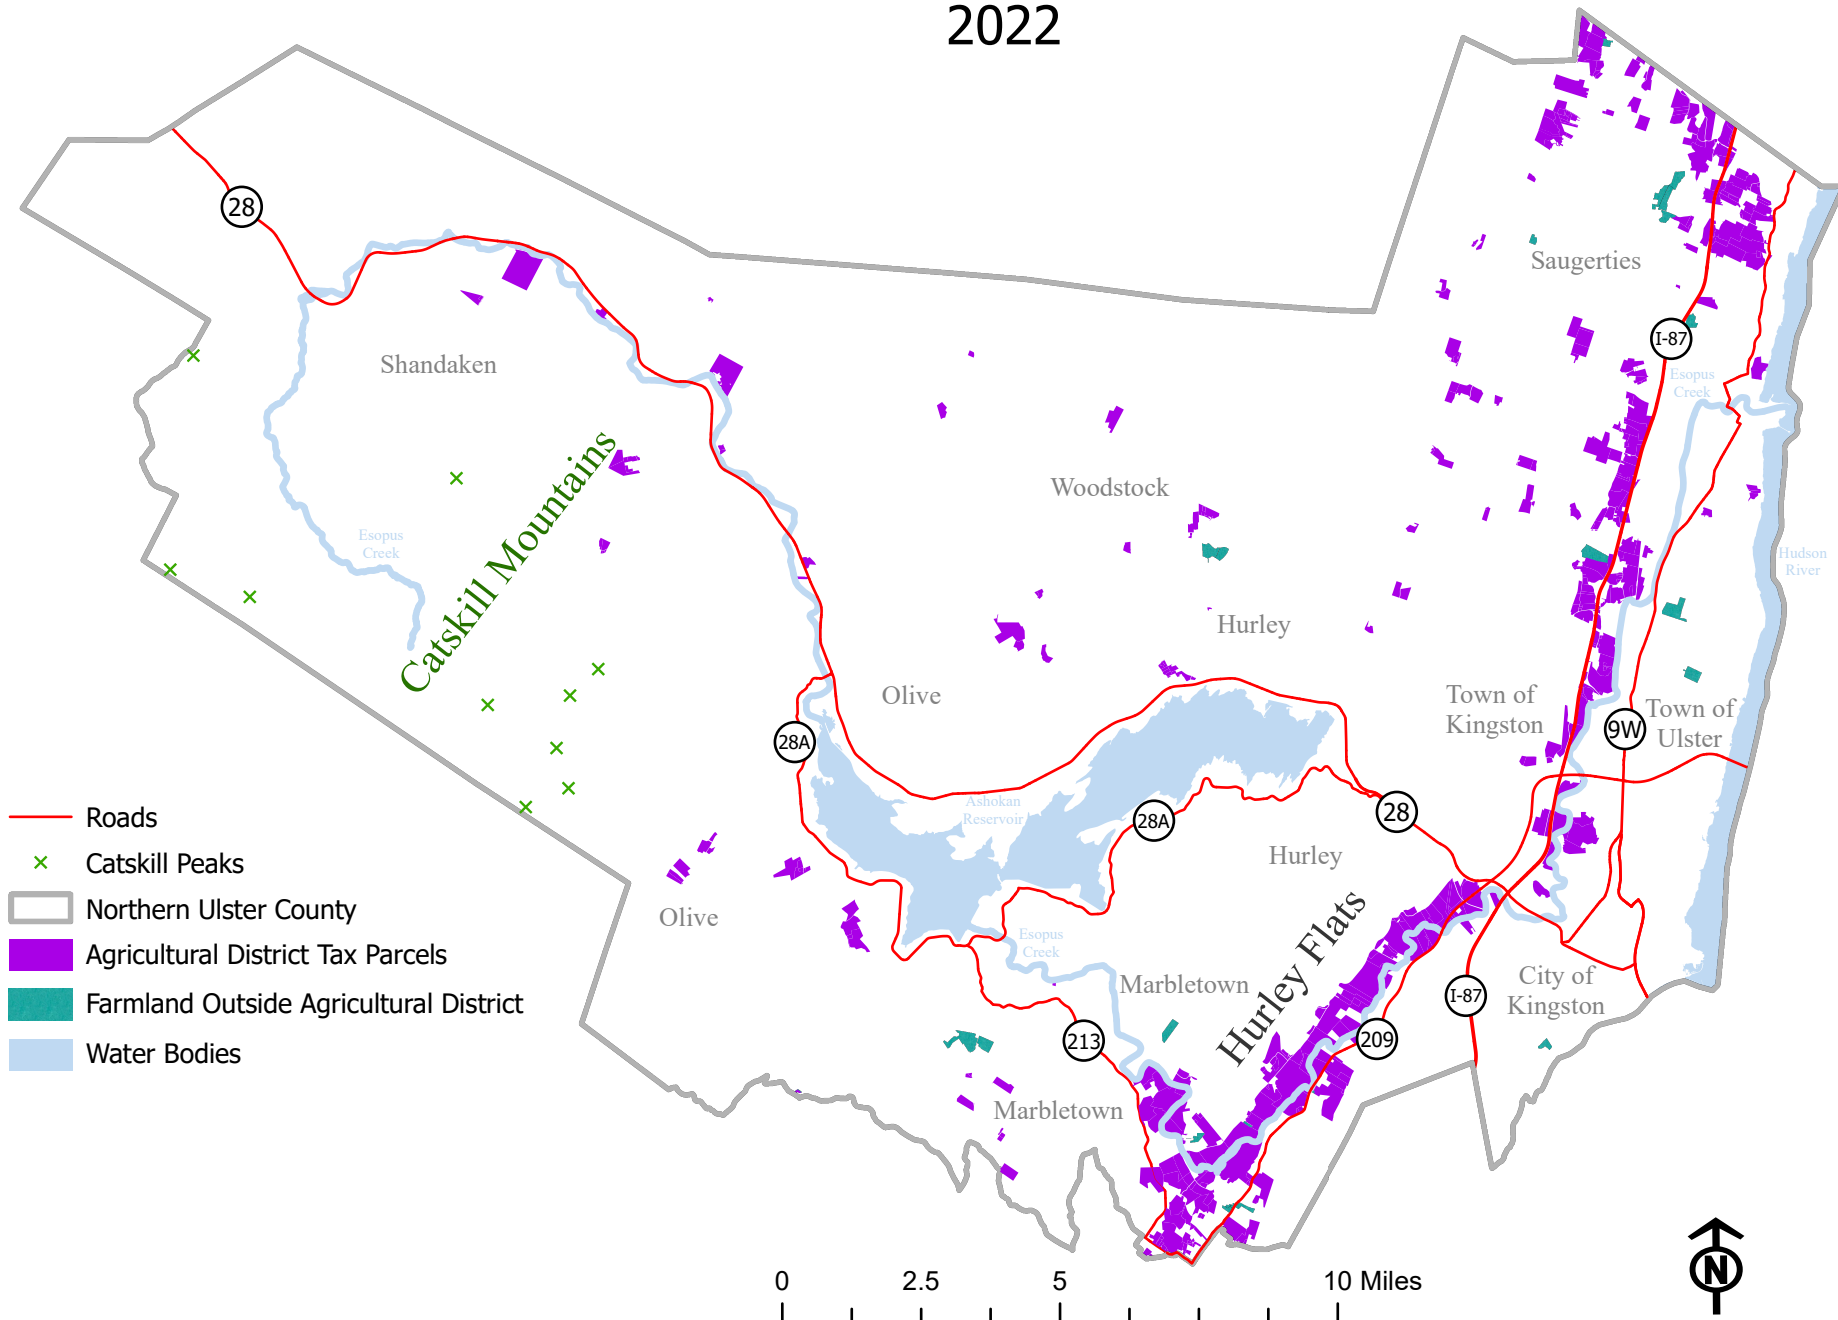 2022
28
Saugerties
I-87
Shandaken
Esopus
Creek
Woodstock
Catskill Mountains
Esopus
Creek
Hudson
River
Hurley
Olive
Town of
Kingston
9W
Town of
Ulster
28A
Ashokan
Reservoir
28A
28
Hurley
Olive
Hurley Flats
Esopus
Creek
Marbletown
I-87
City of
Kingston
213
209
Marbletown
Roads
Catskill Peaks
Northern Ulster County
Agricultural District Tax Parcels
Farmland Outside Agricultural District
Water Bodies
0 2.5 5 10 Miles
N